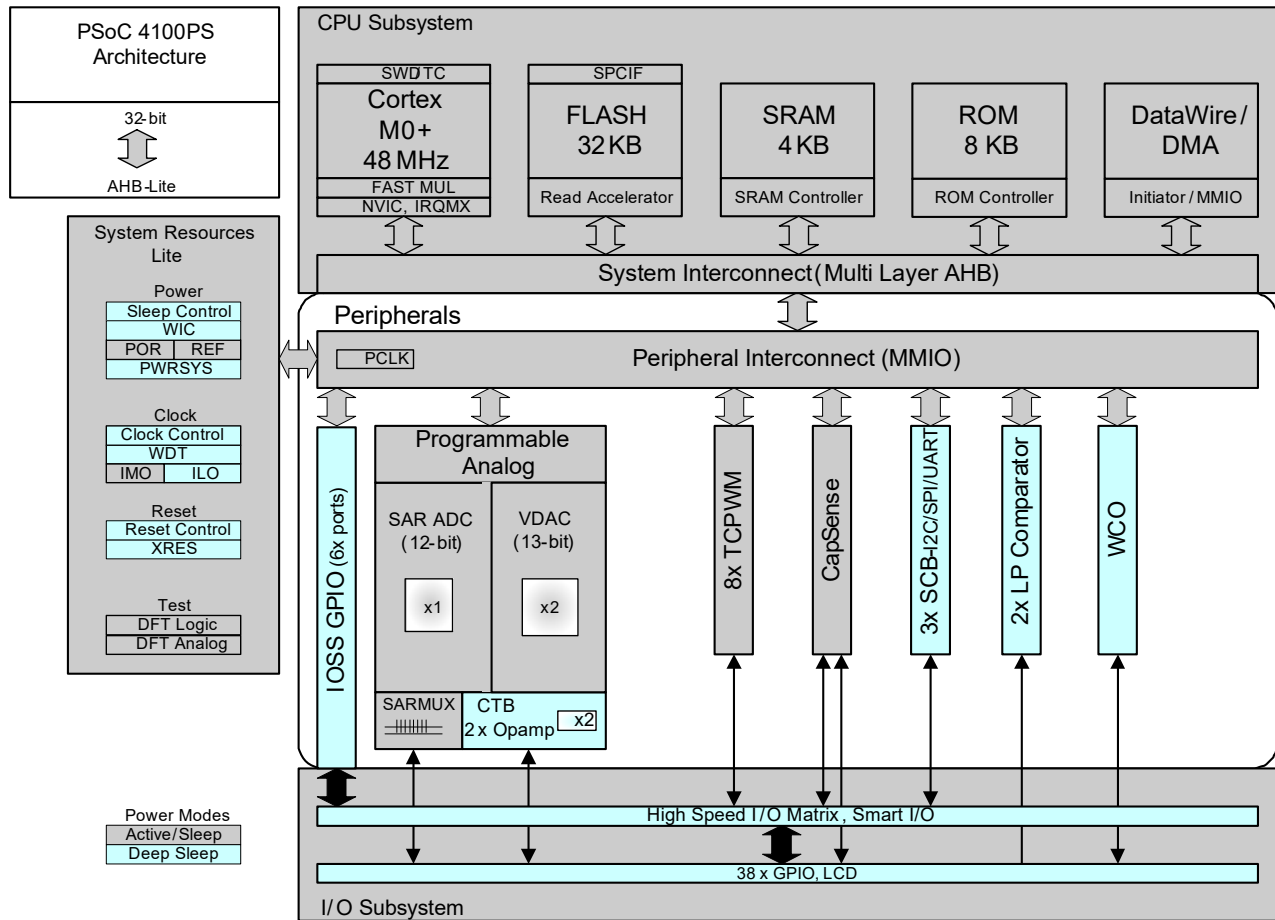 PSoC 4100PS
Architecture
32-bit
AHB-Lite
CPU Subsystem
SWD/TC
Cortex
M0+
48 MHz
FAST MUL
NVIC, IRQMX
SPCIF
FLASH
32 KB
Read Accelerator
SRAM
4 KB
SRAM Controller
ROM
8 KB
ROM Controller
DataWire/
DMA
Initiator / MMIO
System Interconnect (Multi Layer AHB)
System Resources
Lite
Power
Sleep Control
WIC
POR REF
PWRSYS
Clock
Clock Control
WDT
IMO ILO
Reset
Reset Control
XRES
Test
DFT Logic
DFT Analog
Peripherals
PCLK
Peripheral Interconnect (MMIO)
IOSS GPIO (6x ports)
Programmable
Analog
SAR ADC
(12-bit)
x1
VDAC
(13-bit)
x2
SARMUX
CTB
2x Opamp
x2
8x TCPWM
CapSense
3x SCB-I2C/SPI/UART
2x LP Comparator
WCO
Power Modes
Active/Sleep
Deep Sleep
High Speed I/O Matrix, Smart I/O
38 x GPIO, LCD
I/O Subsystem